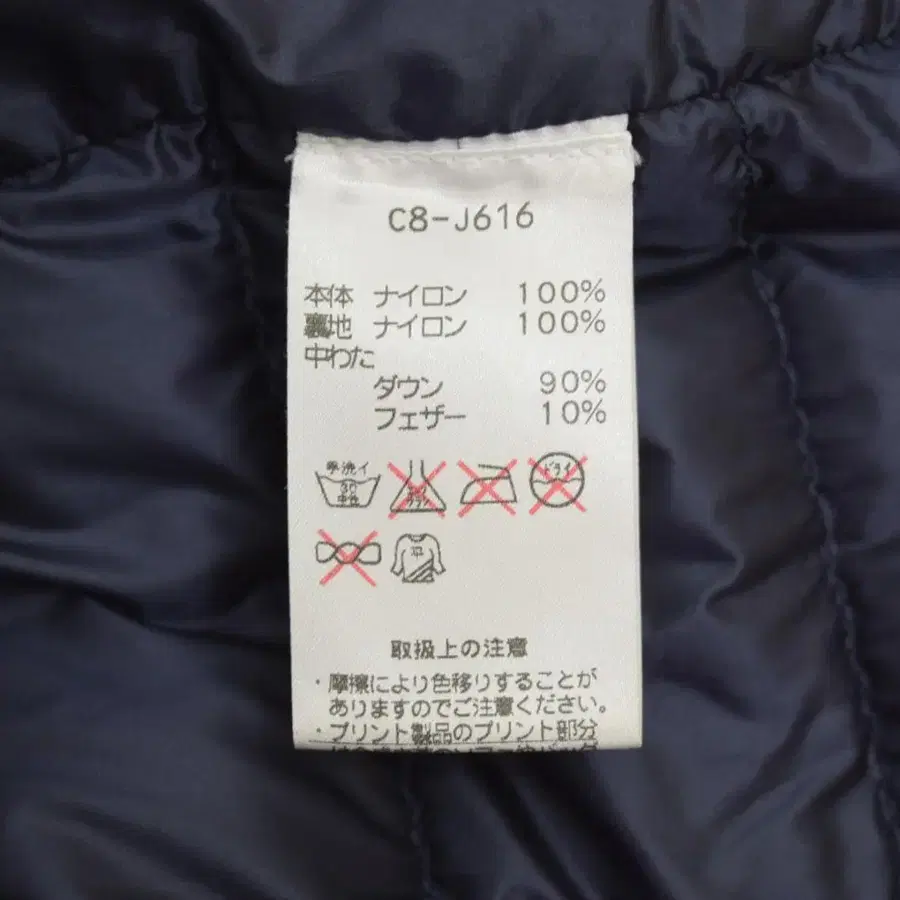 C8-J616
本体 ナイロン 100%
裏地 ナイロン 100%
中わた
ダウン 90%
フェザー 10%
手洗イ
30
中性
ドライ
平
取扱上の注意
・摩擦により色移りすることが
ありますのでご注意ください。
・プリント製品のプリント部分